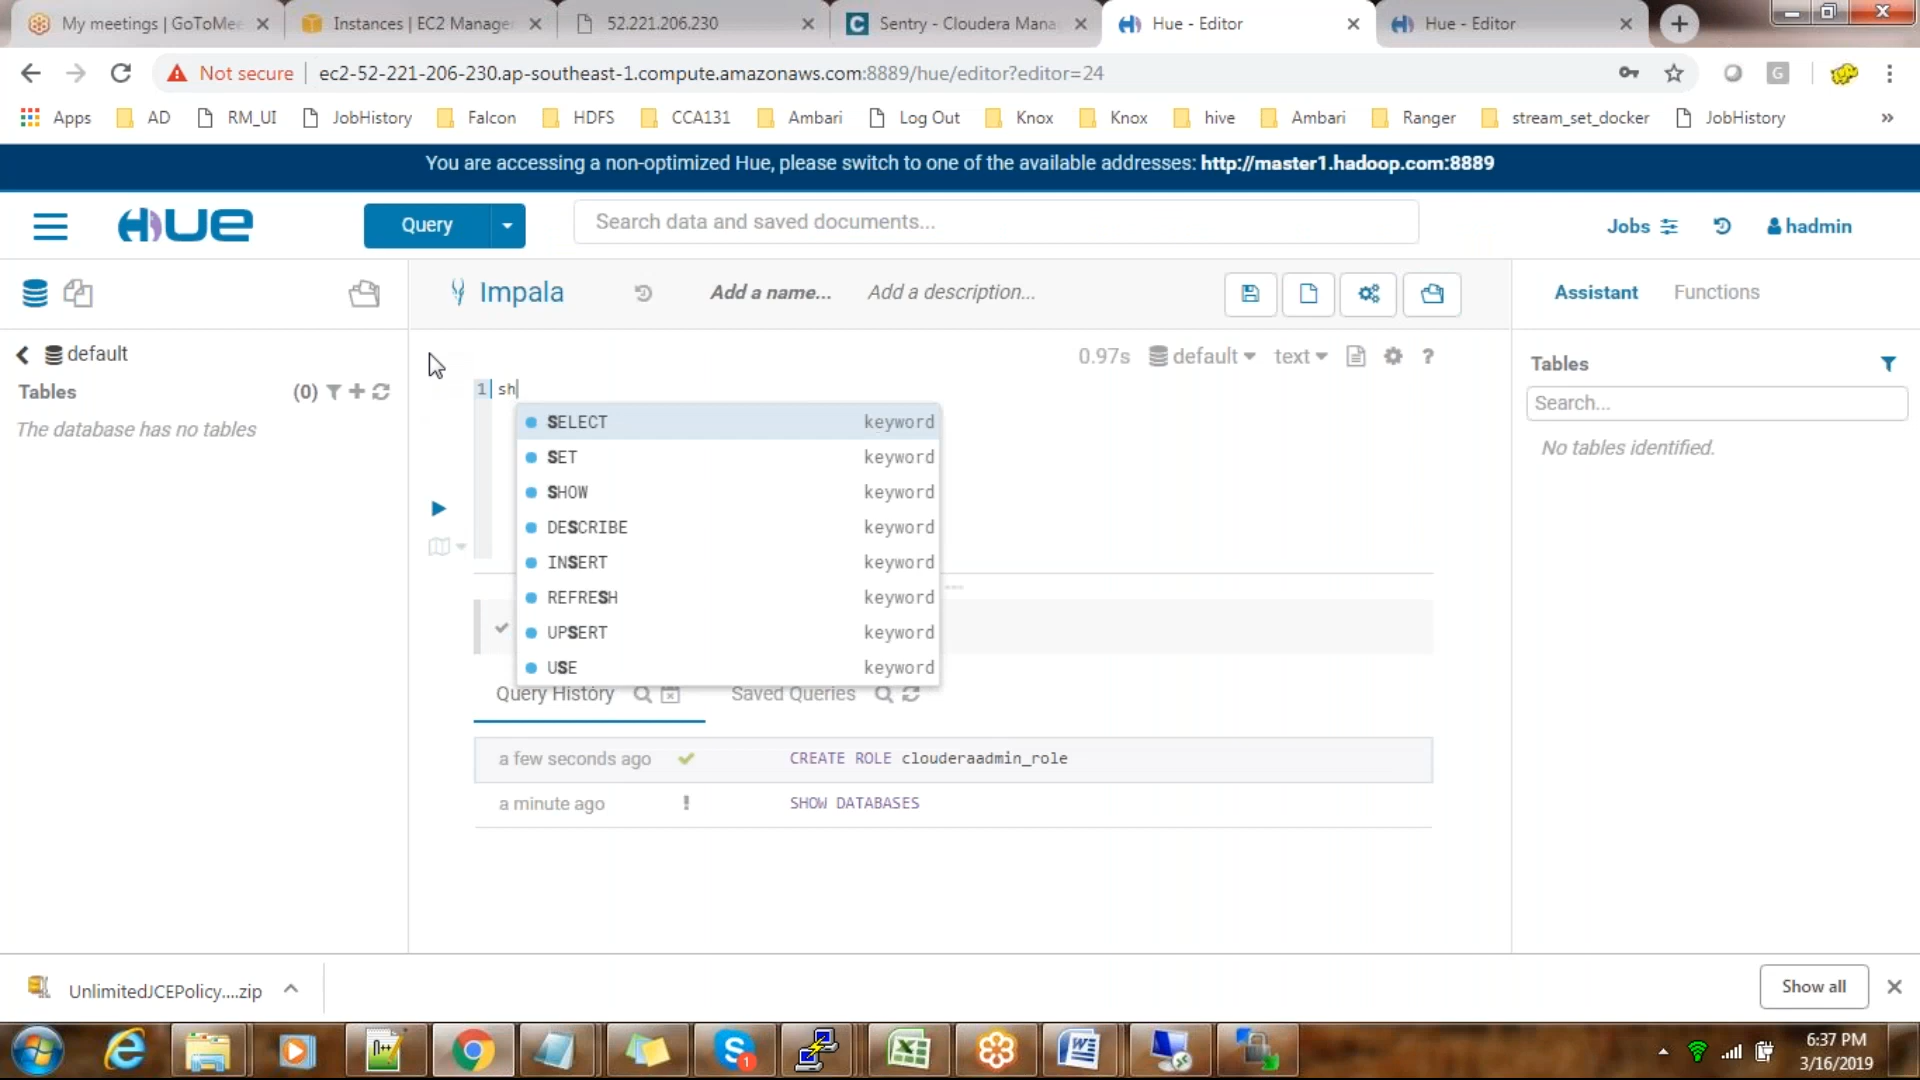 My meetings | GoToMee
Instances | EC2 Manager
52.221.206.230
Sentry - Cloudera Mana
Hue - Editor
Hue - Editor
Not secure
ec2-52-221-206-230.ap-southeast-1.compute.amazonaws.com:8889/hue/editor?editor=24
G
Apps
AD
RM_UI
JobHistory
Falcon
HDFS
CCA131
Ambari
Log Out
Knox
Knox
hive
Ambari
Ranger
stream_set_docker
JobHistory
»
You are accessing a non-optimized Hue, please switch to one of the available addresses: http://master1.hadoop.com:8889
HUE
Query
Search data and saved documents...
Jobs
hadmin
Impala
Add a name...
Add a description...
Assistant
Functions
default
Tables
(0)
The database has no tables
0.97s
default
text
?
1
sh
SELECT keyword
SET keyword
SHOW keyword
DESCRIBE keyword
INSERT keyword
REFRESH keyword
UPSERT keyword
USE keyword
Tables
Search...
No tables identified.
Query History
Saved Queries
a few seconds ago
CREATE ROLE clouderaadmin_role
a minute ago
!
SHOW DATABASES
UnlimitedJCEPolicy....zip
Show all
6:37 PM
3/16/2019